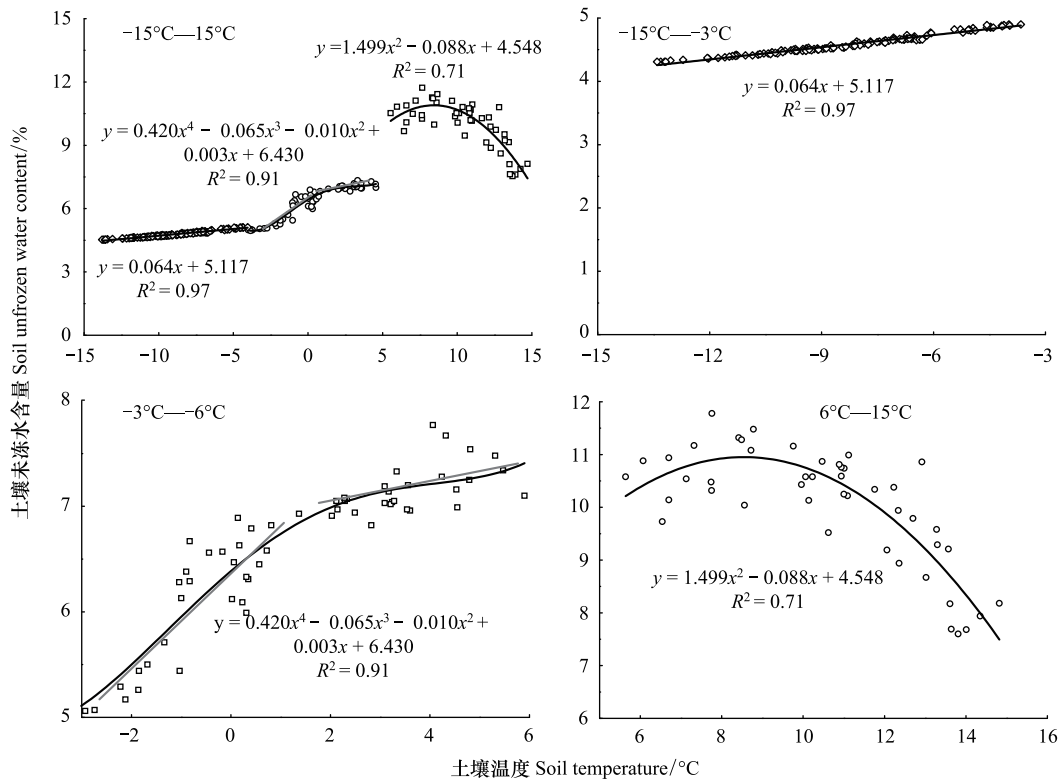 土壤未冻水含量 Soil unfrozen water content/%
−15°C—15°C
y =1.499x² − 0.088x + 4.548
R² = 0.71
y = 0.420x⁴ − 0.065x³ − 0.010x² +
0.003x + 6.430
R² = 0.91
y = 0.064x + 5.117
R² = 0.97
15
12
9
6
3
0
−15 −10 −5 0 5 10 15
−15°C—−3°C
y = 0.064x + 5.117
R² = 0.97
5
4
3
2
1
0
−15 −12 −9 −6 −3
−3°C—−6°C
y = 0.420x⁴ − 0.065x³ − 0.010x² +
0.003x + 6.430
R² = 0.91
8
7
6
5
−2 0 2 4 6
6°C—15°C
y = 1.499x² − 0.088x + 4.548
R² = 0.71
12
11
10
9
8
11
6
6 8 10 12 14 16
土壤温度 Soil temperature/°C